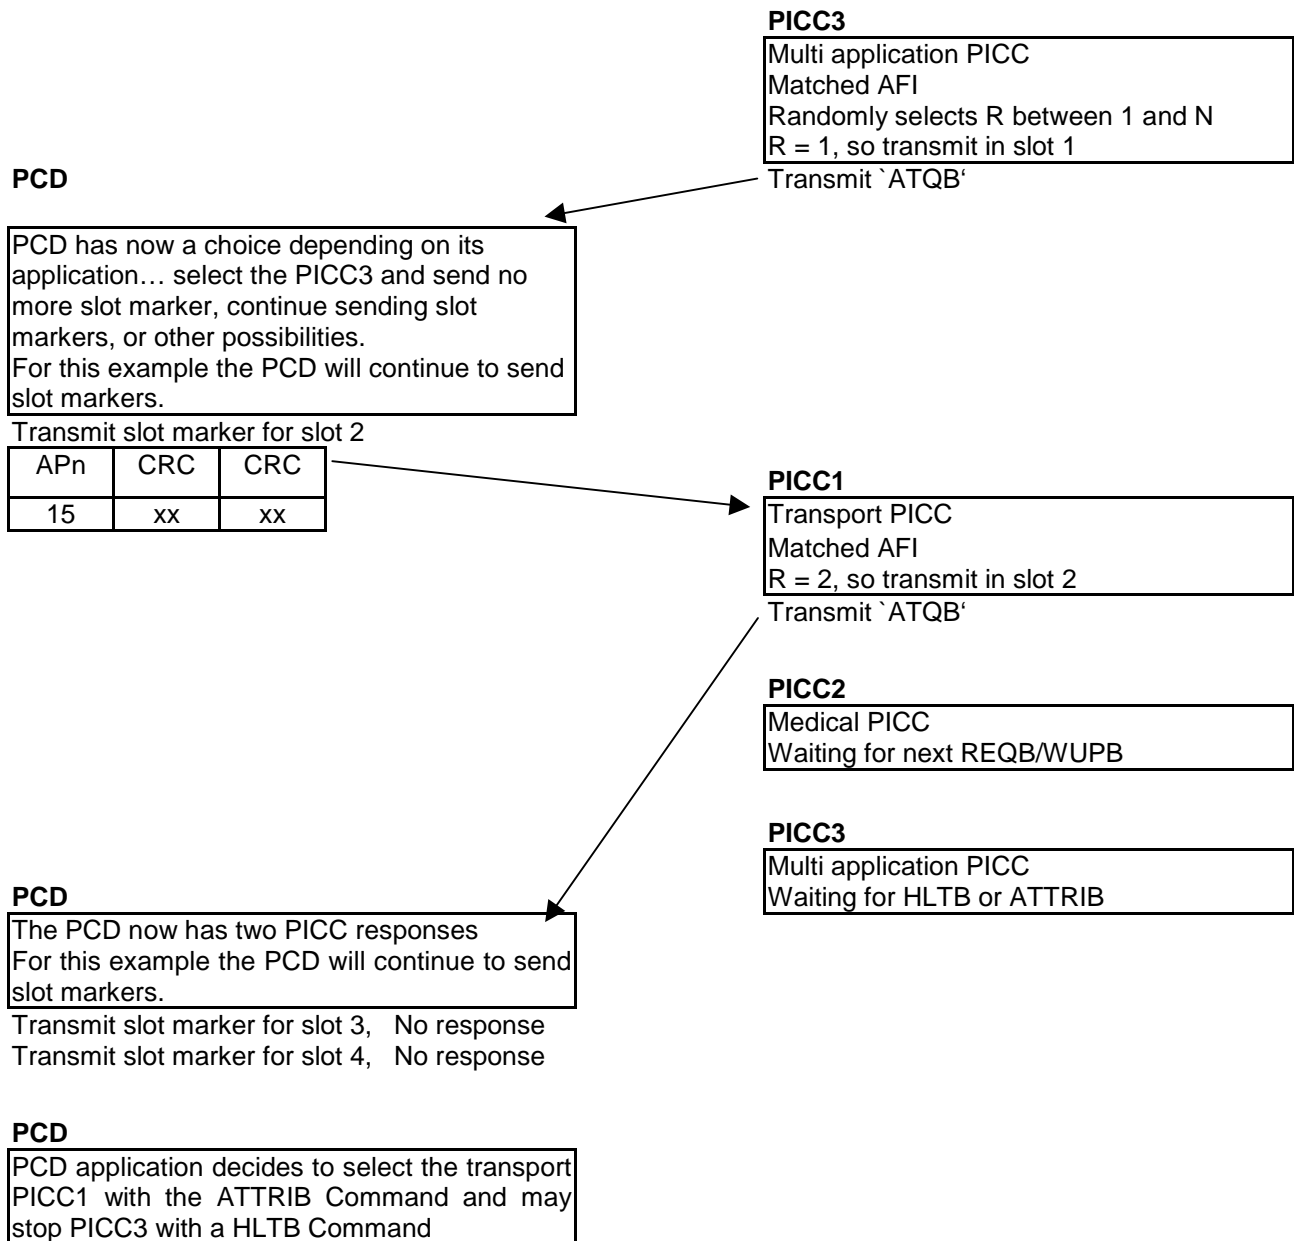 PICC3
Multi application PICC
Matched AFI
Randomly selects R between 1 and N
R = 1, so transmit in slot 1
Transmit `ATQB‘
PCD
PCD has now a choice depending on its
application… select the PICC3 and send no
more slot marker, continue sending slot
markers, or other possibilities.
For this example the PCD will continue to send
slot markers.
Transmit slot marker for slot 2
APn CRC CRC
15 xx xx
PICC1
Transport PICC
Matched AFI
R = 2, so transmit in slot 2
Transmit `ATQB‘
PICC2
Medical PICC
Waiting for next REQB/WUPB
PICC3
Multi application PICC
Waiting for HLTB or ATTRIB
PCD
The PCD now has two PICC responses
For this example the PCD will continue to send
slot markers.
Transmit slot marker for slot 3, No response
Transmit slot marker for slot 4, No response
PCD
PCD application decides to select the transport
PICC1 with the ATTRIB Command and may
stop PICC3 with a HLTB Command